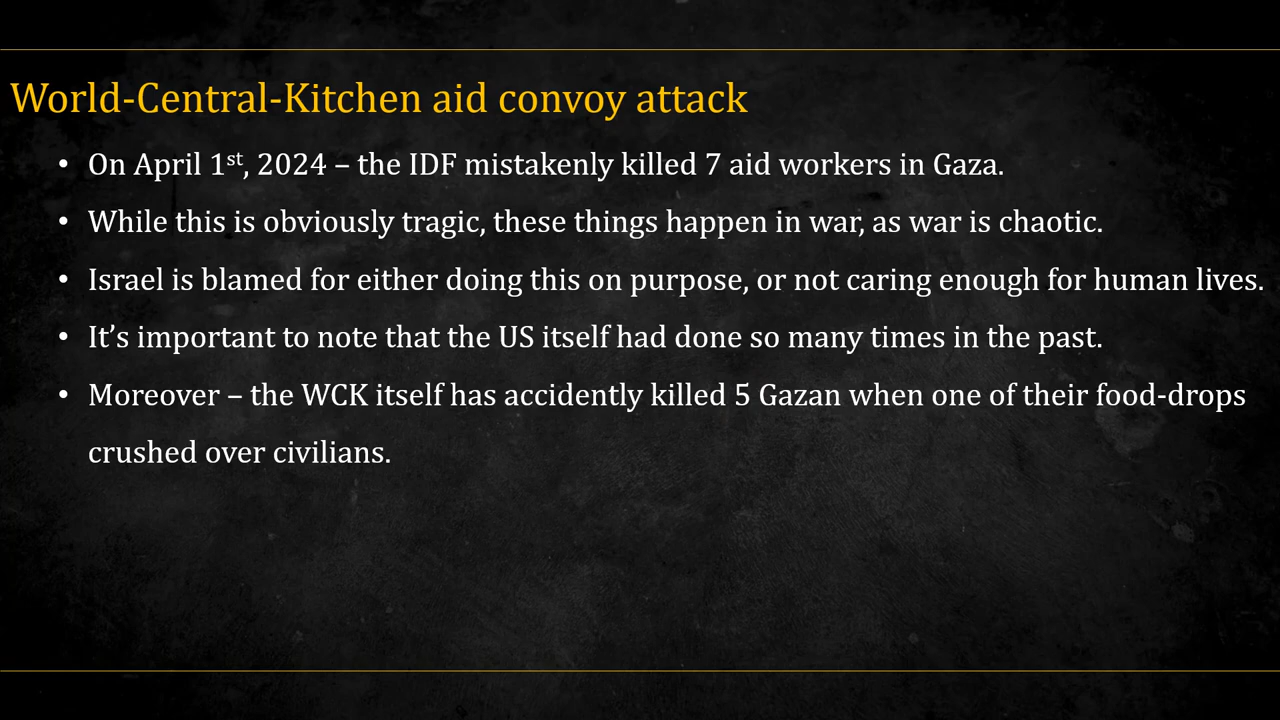 World-Central-Kitchen aid convoy attack
• On April 1st, 2024 – the IDF mistakenly killed 7 aid workers in Gaza.
• While this is obviously tragic, these things happen in war, as war is chaotic.
• Israel is blamed for either doing this on purpose, or not caring enough for human lives.
• It’s important to note that the US itself had done so many times in the past.
• Moreover – the WCK itself has accidently killed 5 Gazan when one of their food-drops
crushed over civilians.